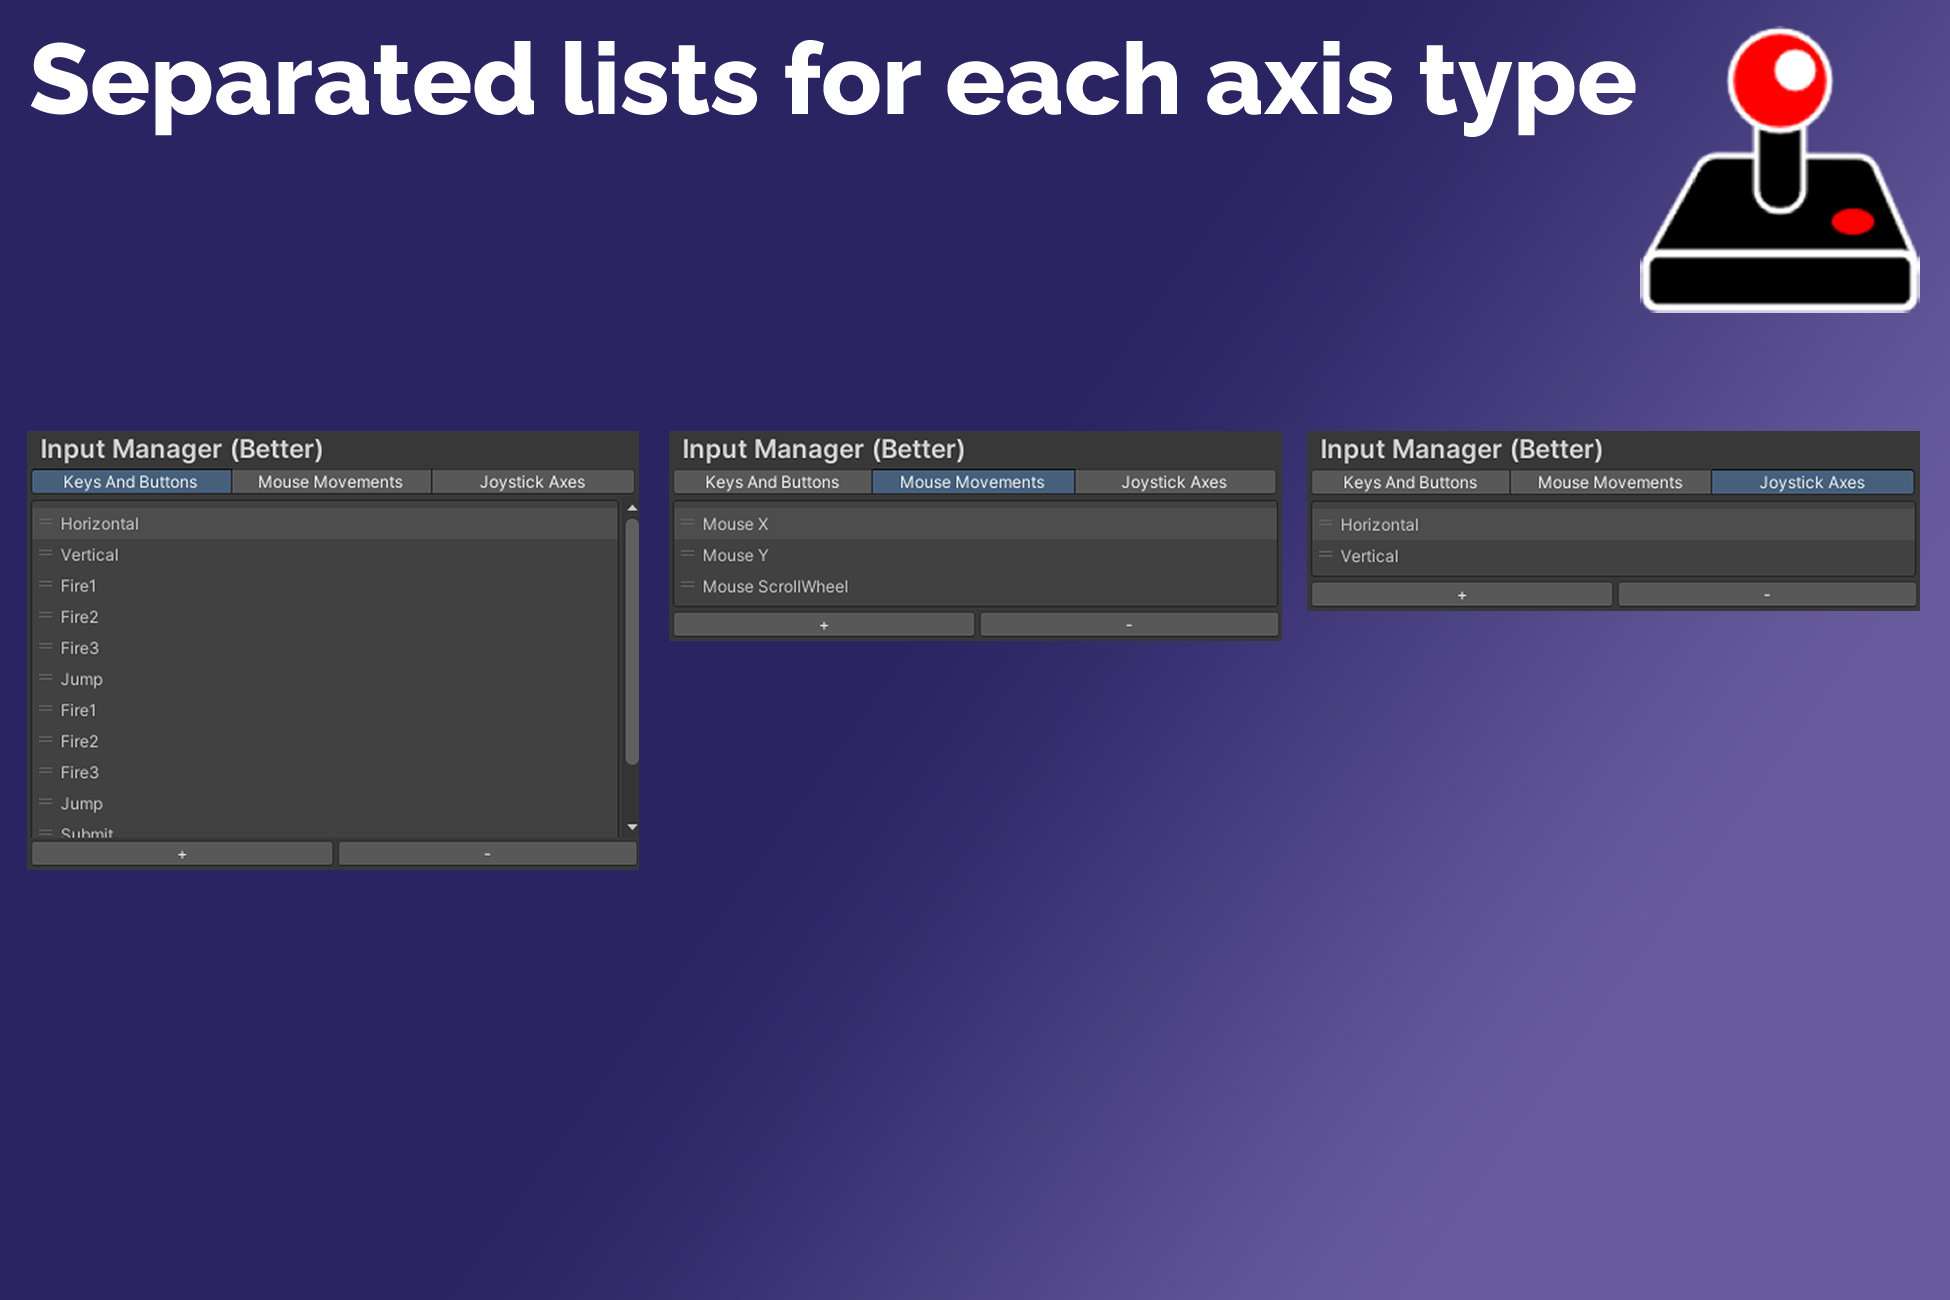 Separated lists for each axis type
Input Manager (Better)
Keys And Buttons Mouse Movements Joystick Axes
Horizontal
Vertical
Fire1
Fire2
Fire3
Jump
Fire1
Fire2
Fire3
Jump
Submit
+ -
Input Manager (Better)
Keys And Buttons Mouse Movements Joystick Axes
Mouse X
Mouse Y
Mouse ScrollWheel
+ -
Input Manager (Better)
Keys And Buttons Mouse Movements Joystick Axes
Horizontal
Vertical
+ -